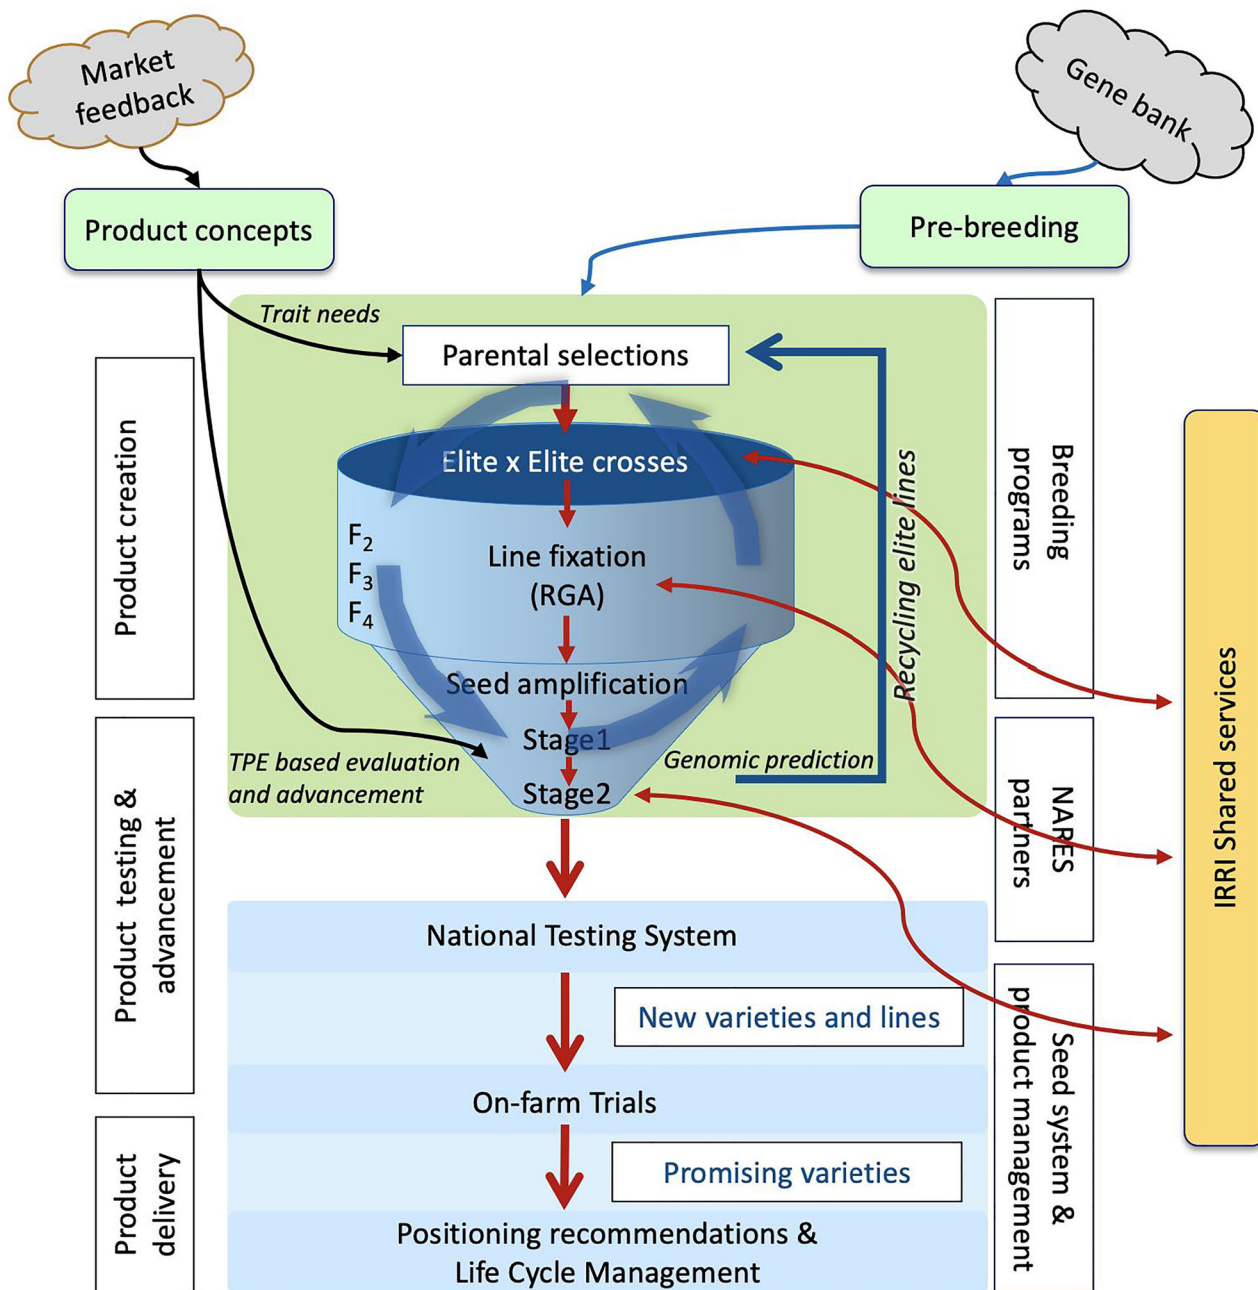 Market
feedback
Gene bank
Product concepts
Pre-breeding
Trait needs
Parental selections
Elite x Elite crosses
F2
F3
F4
Line fixation
(RGA)
Seed amplification
Stage1
Stage2
TPE based evaluation
and advancement
Genomic prediction
Recycling elite lines
Product creation
Product testing &
advancement
Product
delivery
Breeding
programs
NARES
partners
Seed system &
product management
IRRI Shared services
National Testing System
New varieties and lines
On-farm Trials
Promising varieties
Positioning recommendations &
Life Cycle Management